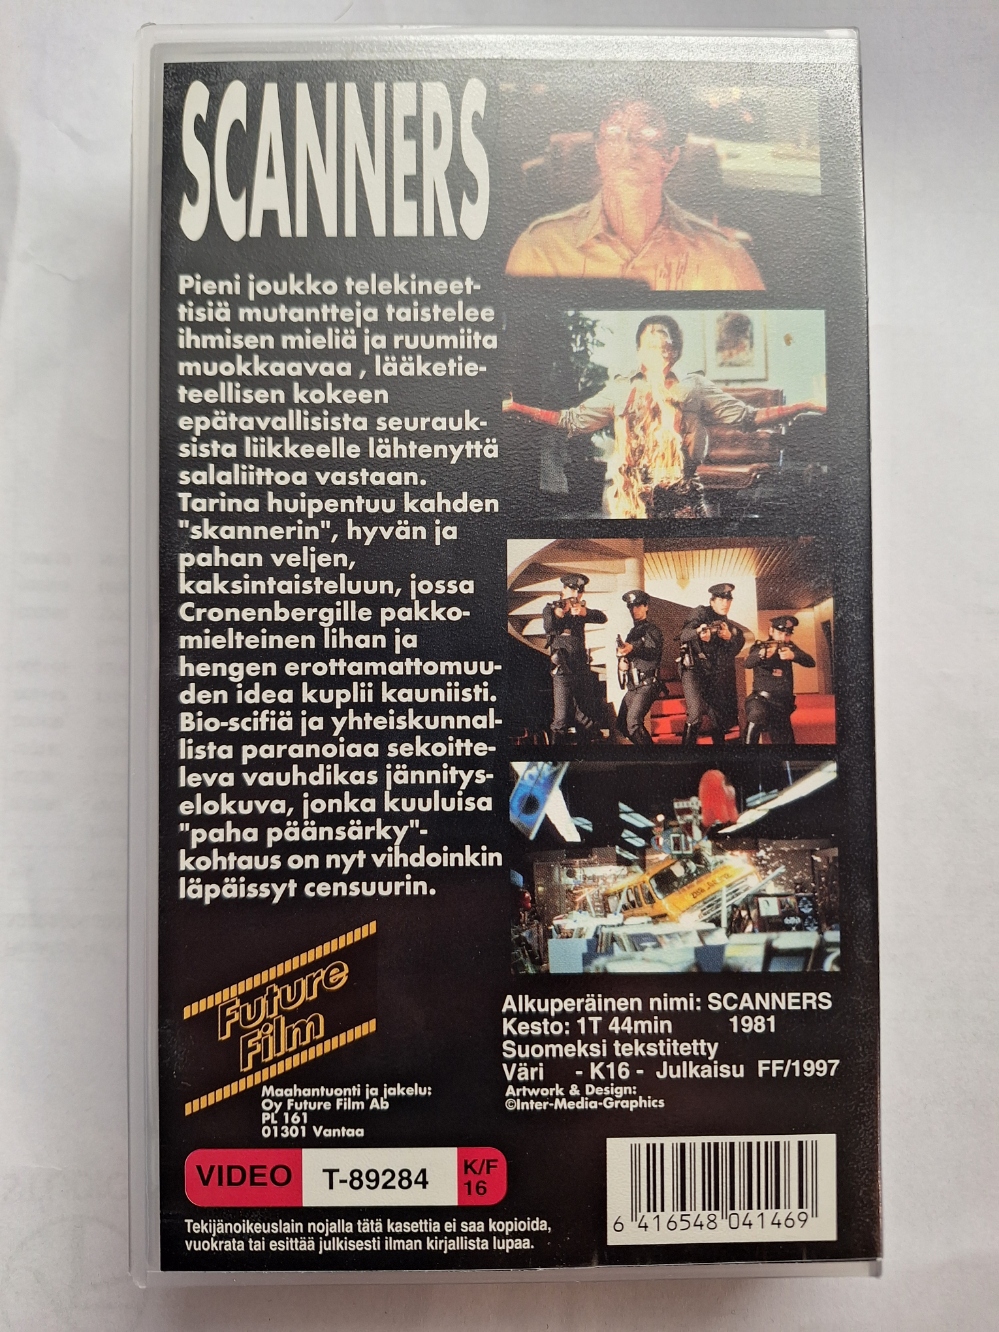 SCANNERS
Pieni joukko telekineet-
tisiä mutantteja taistelee
ihmisen mieliä ja ruumiita
muokkaavaa , lääketie-
teellisen kokeen
epätavallisista seurauk-
sista liikkeelle lähtenyttä
salaliittoa vastaan.
Tarina huipentuu kahden
"skannerin", hyvän ja
pahan veljen,
kaksintaisteluun, jossa
Cronenbergille pakko-
mielteinen lihan ja
hengen erottamattomuu-
den idea kuplii kauniisti.
Bio-scifiä ja yhteiskunnal-
lista paranoiaa sekoitte-
leva vauhdikas jännitys-
elokuva, jonka kuuluisa
"paha päänsärky"-
kohtaus on nyt vihdoinkin
läpäissyt censuurin.
Future
Film
Maahantuonti ja jakelu:
Oy Future Film Ab
PL 161
01301 Vantaa
Alkuperäinen nimi: SCANNERS
Kesto: 1T 44min 1981
Suomeksi tekstitetty
Väri - K16 - Julkaisu FF/1997
Artwork & Design:
©Inter-Media-Graphics
VIDEO T-89284 K/F
16
Tekijänoikeuslain nojalla tätä kasettia ei saa kopioida,
vuokrata tai esittää julkisesti ilman kirjallista lupaa.
6 416548 041469